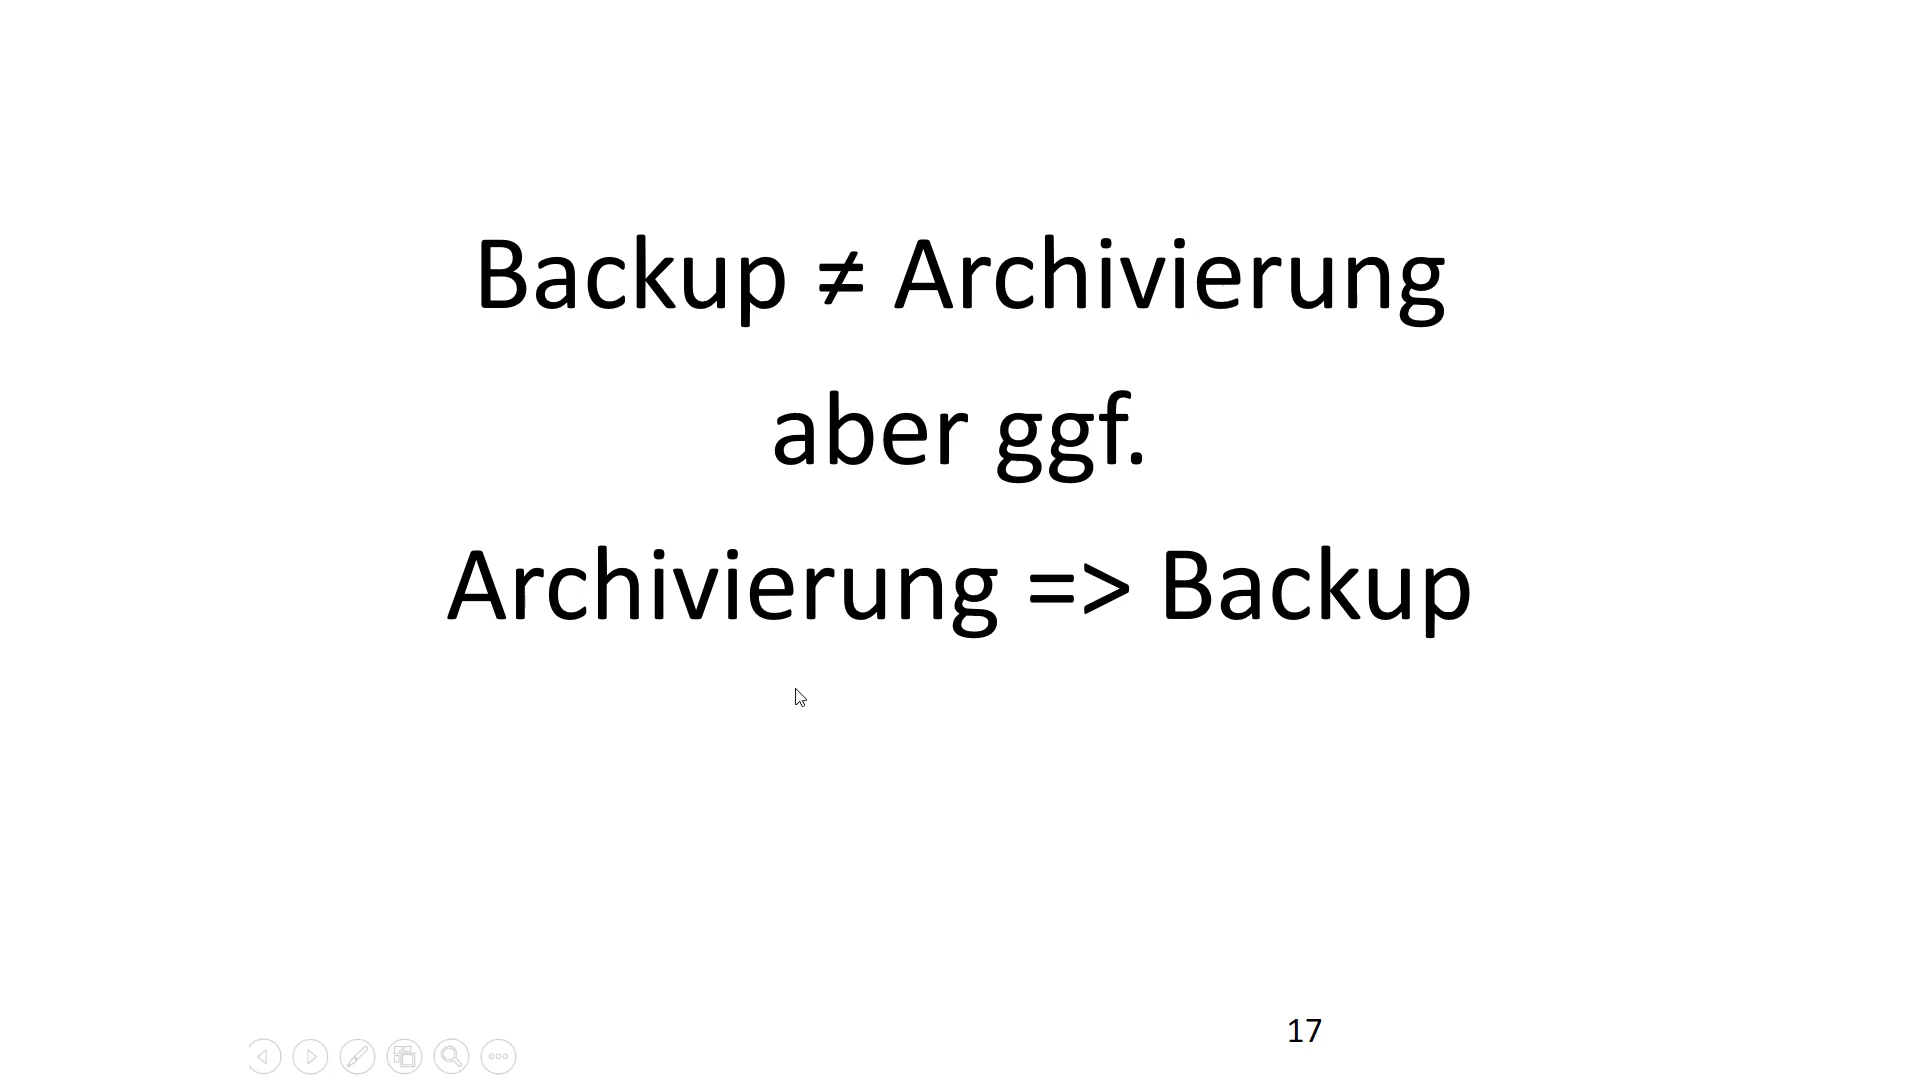 Backup ≠ Archivierung
aber ggf.
Archivierung => Backup
17